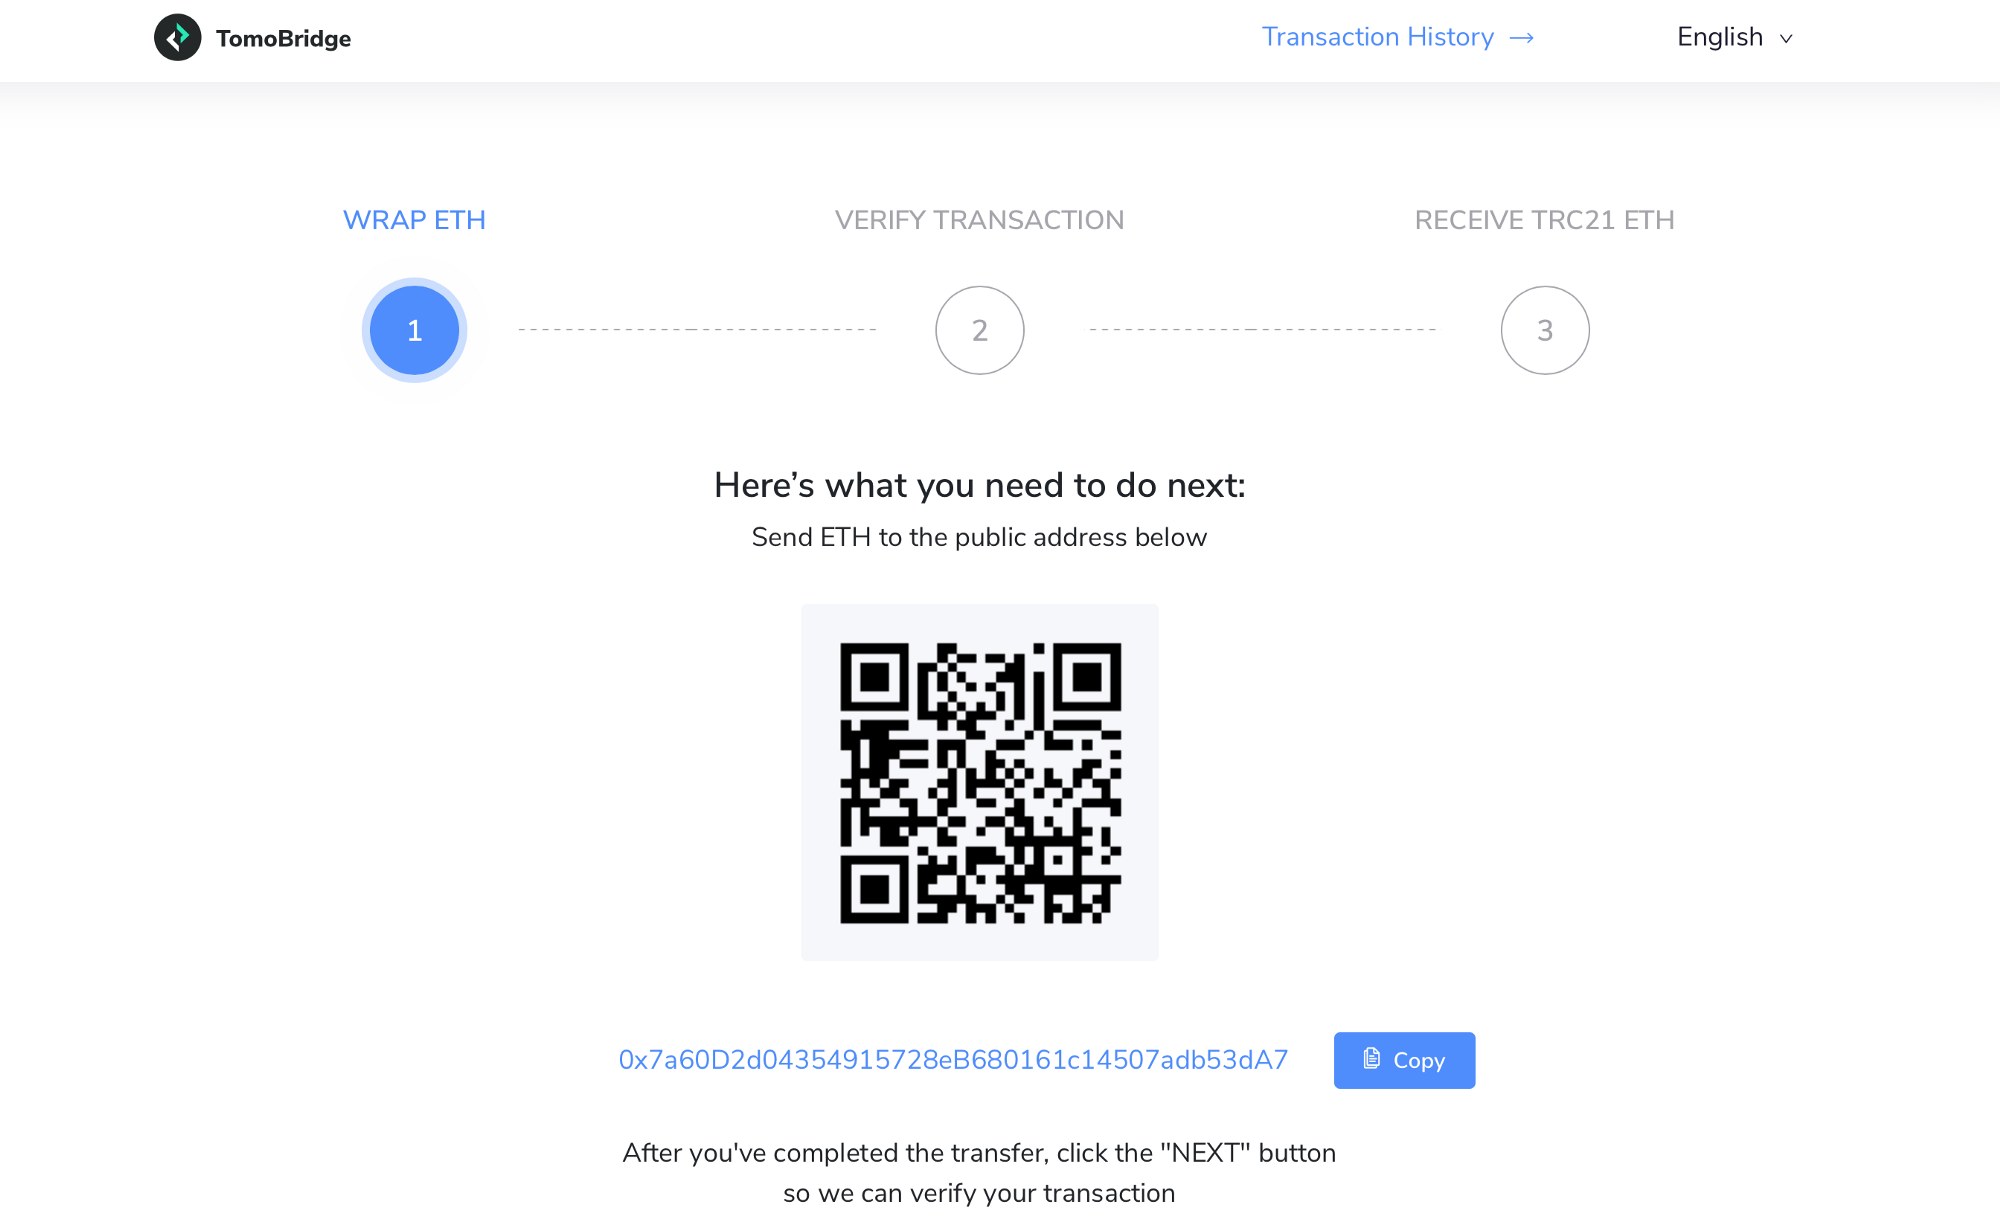 TomoBridge
Transaction History
English
WRAP ETH
VERIFY TRANSACTION
RECEIVE TRC21 ETH
1
2
3
Here’s what you need to do next:
Send ETH to the public address below
0x7a60D2d04354915728eB680161c14507adb53dA7
Copy
After you've completed the transfer, click the "NEXT" button
so we can verify your transaction